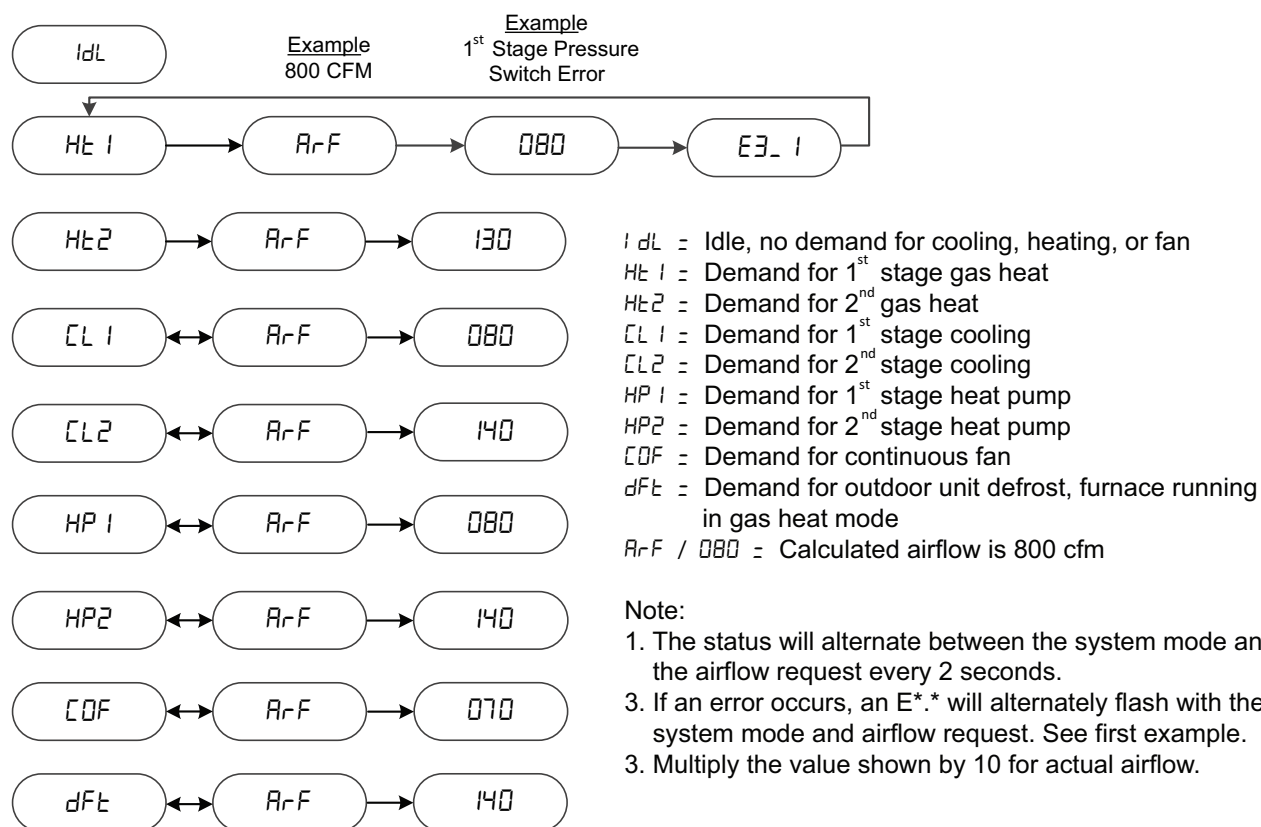 IdL
Example
800 CFM
Example
1st Stage Pressure
Switch Error
Ht 1
ArF
080
E3_ 1
Ht2
ArF
130
CL 1
ArF
080
CL2
ArF
140
HP 1
ArF
080
HP2
ArF
140
COF
ArF
070
dFt
ArF
140
IdL = Idle, no demand for cooling, heating, or fan
Ht 1 = Demand for 1st stage gas heat
Ht2 = Demand for 2nd gas heat
CL 1 = Demand for 1st stage cooling
CL2 = Demand for 2nd stage cooling
HP 1 = Demand for 1st stage heat pump
HP2 = Demand for 2nd stage heat pump
COF = Demand for continuous fan
dFt = Demand for outdoor unit defrost, furnace running
in gas heat mode
ArF / 080 = Calculated airflow is 800 cfm
Note:
1. The status will alternate between the system mode an
the airflow request every 2 seconds.
3. If an error occurs, an E*.* will alternately flash with the
system mode and airflow request. See first example.
3. Multiply the value shown by 10 for actual airflow.